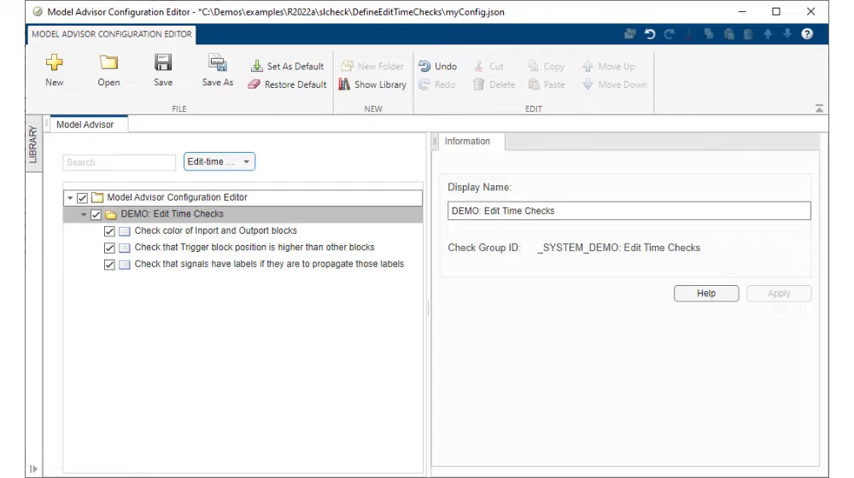 Model Advisor Configuration Editor - *C:\Demos\examples\R2022a\slcheck\DefineEditTimeChecks\myConfig.json
MODEL ADVISOR CONFIGURATION EDITOR
New
Open
Save
Save As
Set As Default
Restore Default
New Folder
Show Library
Undo
Redo
Cut
Delete
Copy
Paste
Move Up
Move Down
FILE
NEW
EDIT
LIBRARY
Model Advisor
Search
Edit-time ...
Model Advisor Configuration Editor
DEMO: Edit Time Checks
Check color of Inport and Outport blocks
Check that Trigger block position is higher than other blocks
Check that signals have labels if they are to propagate those labels
Information
Display Name:
DEMO: Edit Time Checks
Check Group ID: _SYSTEM_DEMO: Edit Time Checks
Help
Apply